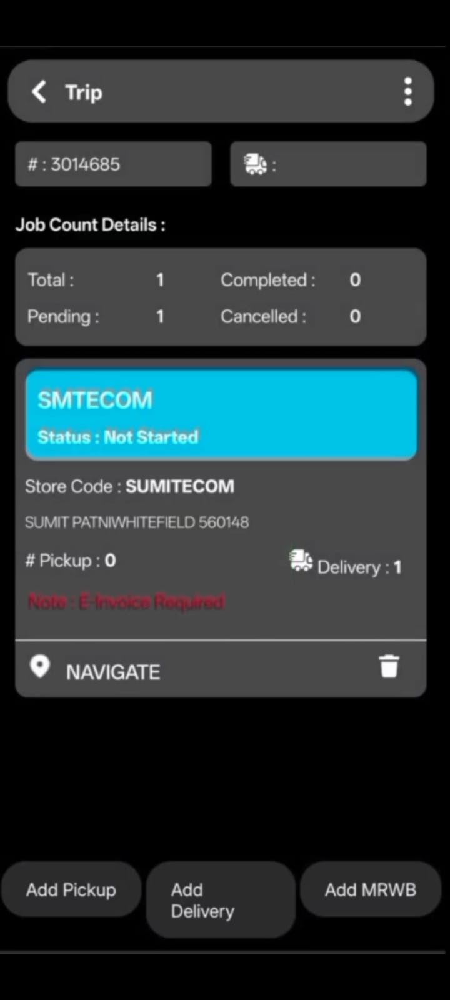 Trip
# : 3014685
:
Job Count Details :
Total : 1 Completed : 0
Pending : 1 Cancelled : 0
SMTECOM
Status : Not Started
Store Code : SUMITECOM
SUMIT PATNIWHITEFIELD 560148
# Pickup : 0 Delivery : 1
Note : E-Invoice Required
NAVIGATE
Add Pickup Add Delivery Add MRWB